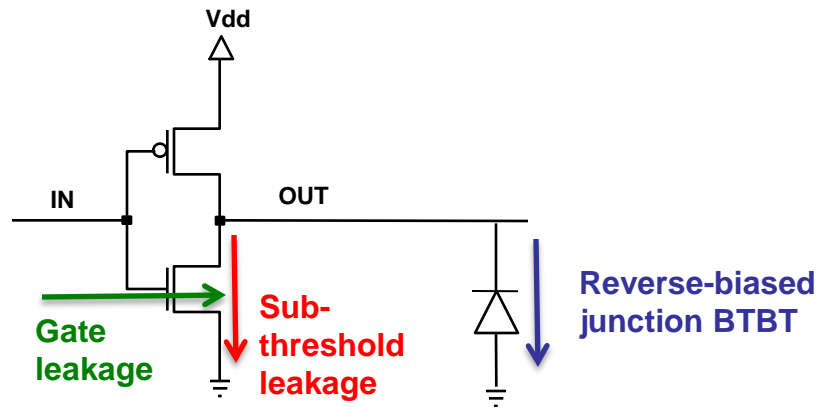 Vdd
IN
OUT
Gate
leakage
Sub-
threshold
leakage
Reverse-biased
junction BTBT